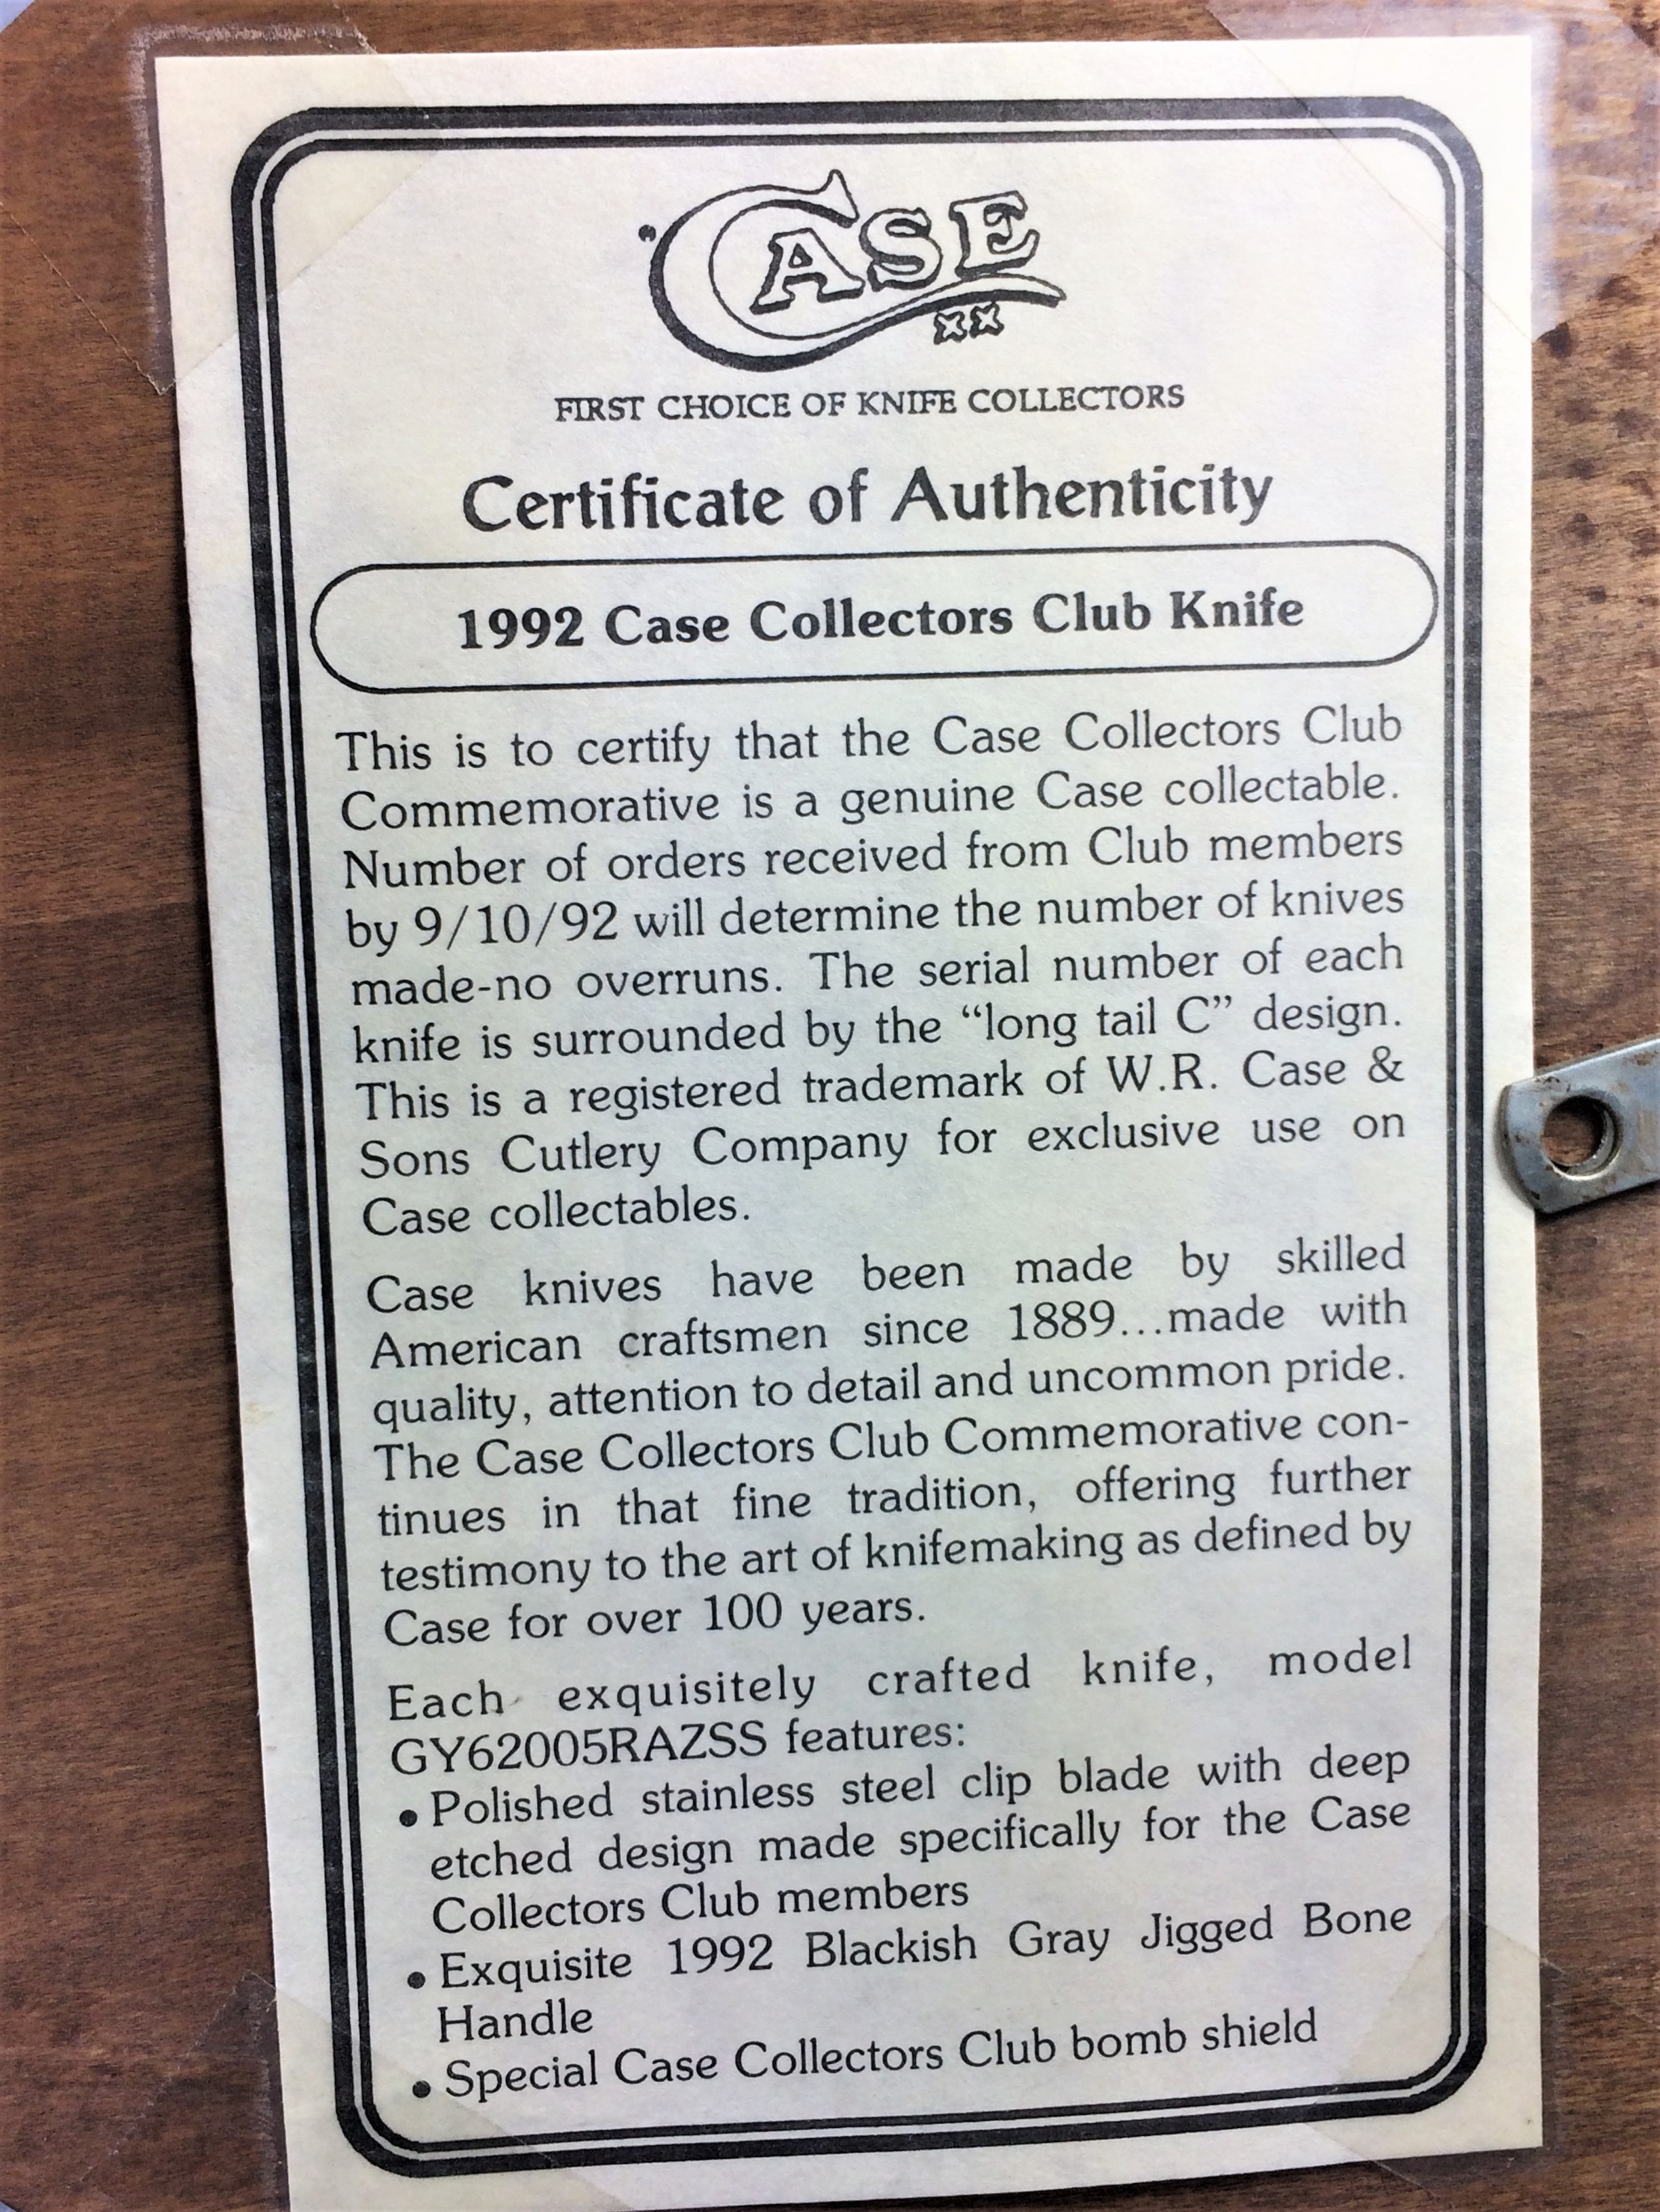 CASE
XX
FIRST CHOICE OF KNIFE COLLECTORS
Certificate of Authenticity
1992 Case Collectors Club Knife
This is to certify that the Case Collectors Club
Commemorative is a genuine Case collectable.
Number of orders received from Club members
by 9/10/92 will determine the number of knives
made-no overruns. The serial number of each
knife is surrounded by the “long tail C” design.
This is a registered trademark of W.R. Case &
Sons Cutlery Company for exclusive use on
Case collectables.
Case knives have been made by skilled
American craftsmen since 1889...made with
quality, attention to detail and uncommon pride.
The Case Collectors Club Commemorative con-
tinues in that fine tradition, offering further
testimony to the art of knifemaking as defined by
Case for over 100 years.
Each exquisitely crafted knife, model
GY62005RAZSS features:
• Polished stainless steel clip blade with deep
etched design made specifically for the Case
Collectors Club members
• Exquisite 1992 Blackish Gray Jigged Bone
Handle
• Special Case Collectors Club bomb shield